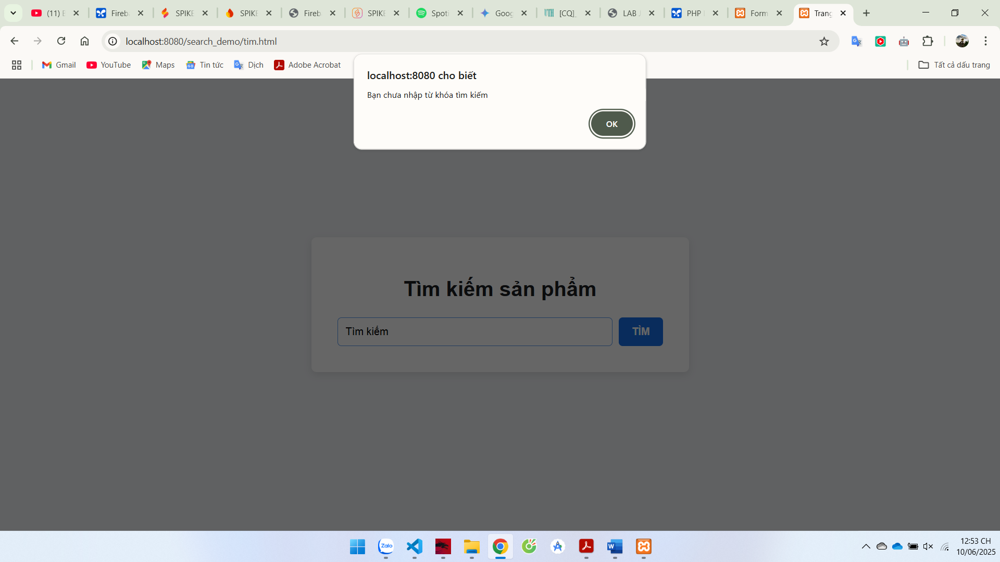 (11) E
Fireb
SPIKE
SPIKE
Fireb
SPIKE
Spoti
Goog
[CQ]_
LAB
PHP
Form
Trang
localhost:8080/search_demo/tim.html
Gmail
YouTube
Maps
Tin tức
Dịch
Adobe Acrobat
Tất cả dấu trang
localhost:8080 cho biết
Bạn chưa nhập từ khóa tìm kiếm
OK
Tìm kiếm sản phẩm
Tìm kiếm
TÌM
Zalo
12:53 CH
10/06/2025